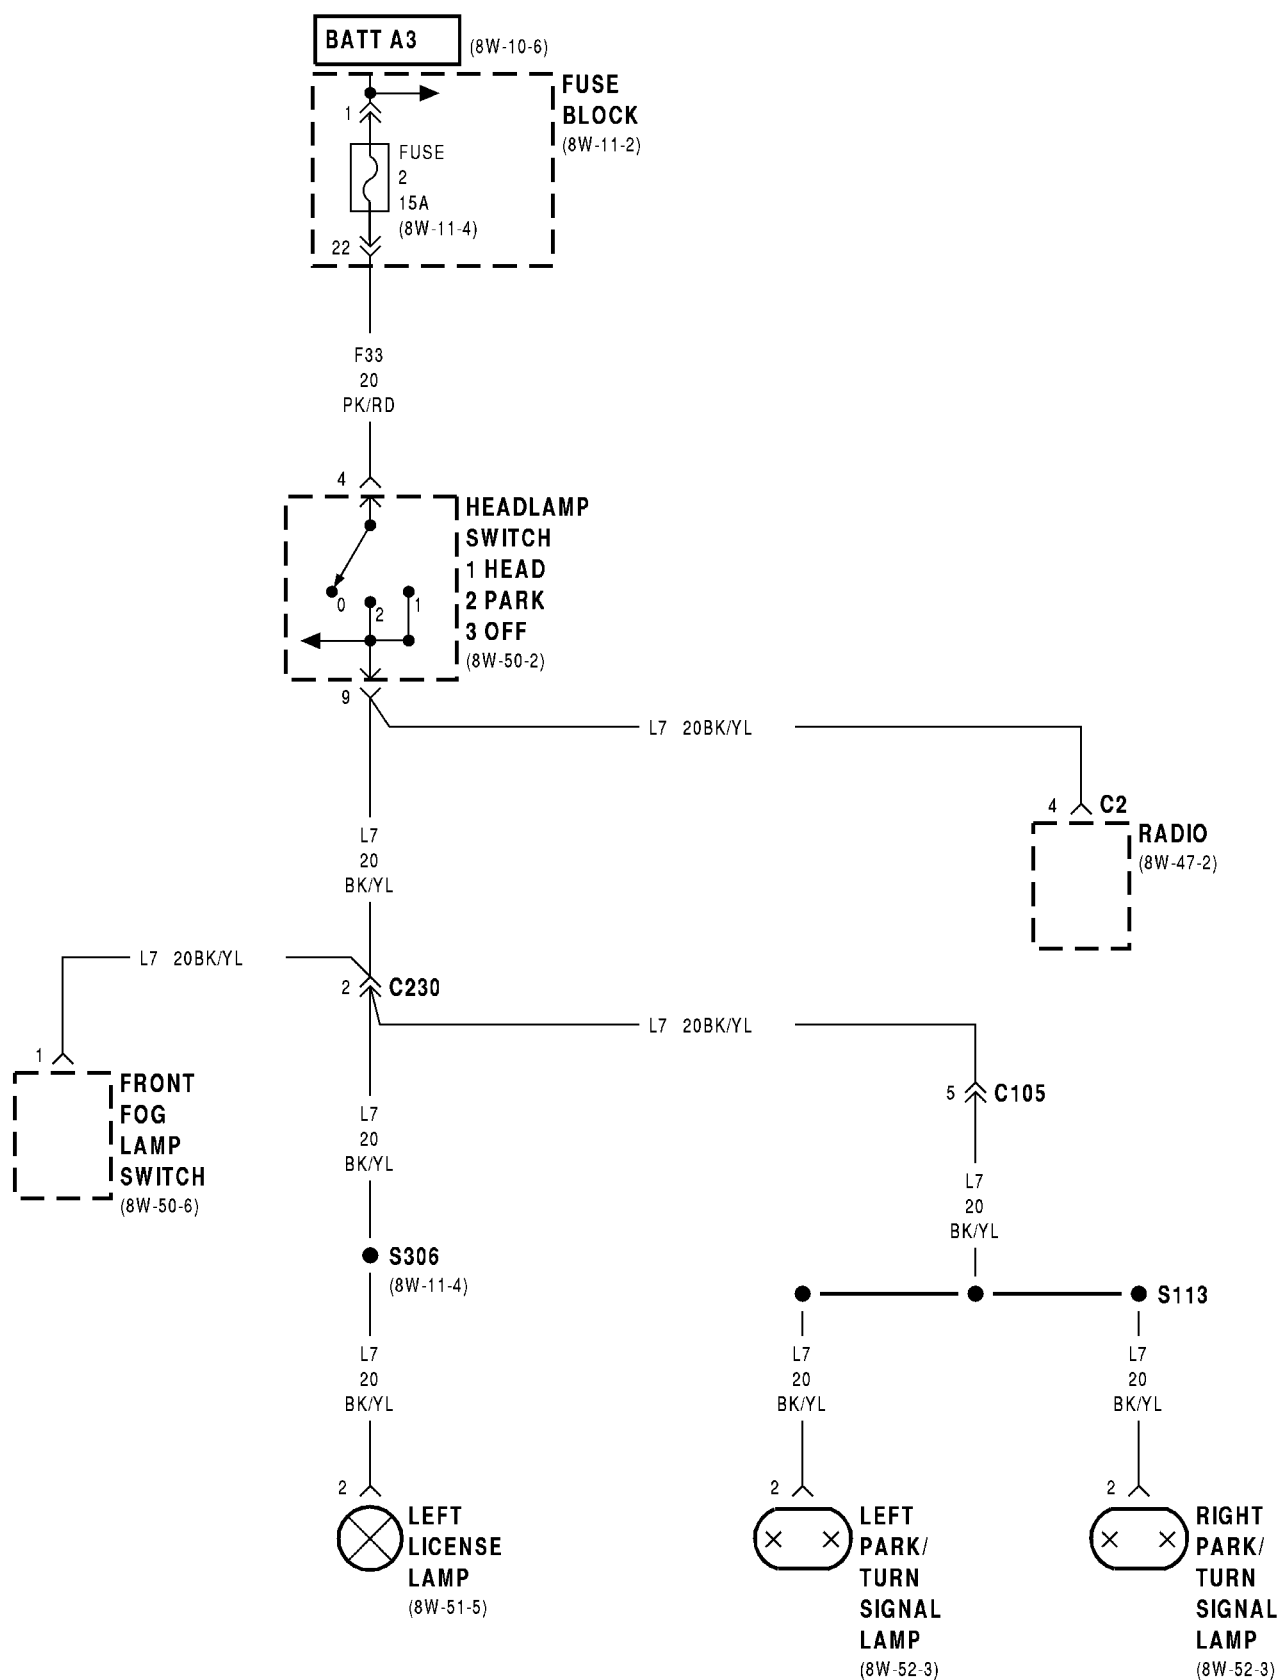 BATT A3
(8W-10-6)
FUSE
BLOCK
(8W-11-2)
1
FUSE
2
15A
(8W-11-4)
22
F33
20
PK/RD
4
HEADLAMP
SWITCH
1 HEAD
2 PARK
3 OFF
(8W-50-2)
0
2
1
9
L7 20BK/YL
4
C2
RADIO
(8W-47-2)
L7
20
BK/YL
L7 20BK/YL
2
C230
L7 20BK/YL
1
FRONT
FOG
LAMP
SWITCH
(8W-50-6)
5
C105
L7
20
BK/YL
L7
20
BK/YL
S306
(8W-11-4)
S113
L7
20
BK/YL
L7
20
BK/YL
L7
20
BK/YL
2
LEFT
LICENSE
LAMP
(8W-51-5)
2
LEFT
PARK/
TURN
SIGNAL
LAMP
(8W-52-3)
2
RIGHT
PARK/
TURN
SIGNAL
LAMP
(8W-52-3)